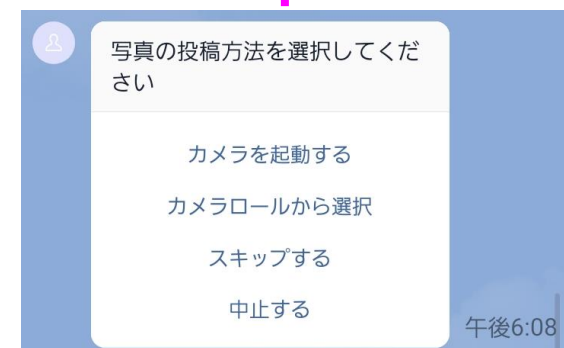 写真の投稿方法を選択してくだ
さい
カメラを起動する
カメラロールから選択
スキップする
中止する
午後6:08